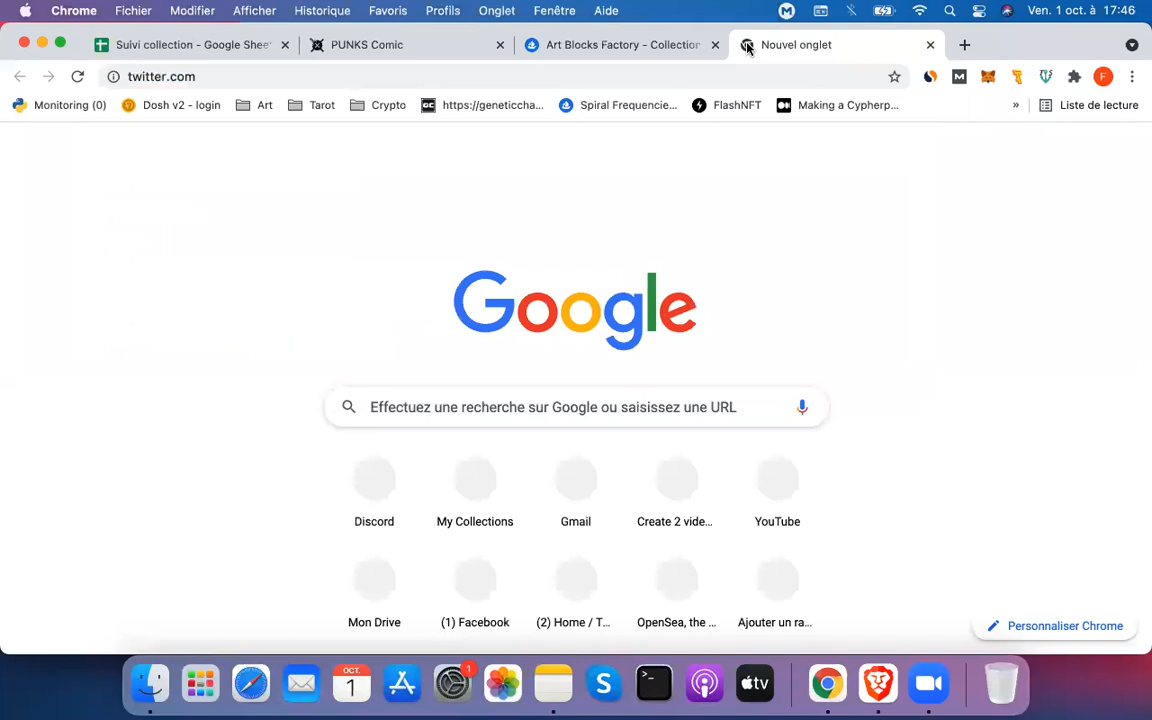 Chrome Fichier Modifier Afficher Historique Favoris Profils Onglet Fenêtre Aide Ven. 1 oct. à 17:46
Suivi collection - Google Shee PUNKS Comic Art Blocks Factory - Collection Nouvel onglet
twitter.com
Monitoring (0) Dosh v2 - login Art Tarot Crypto https://geneticcha... Spiral Frequencie... FlashNFT Making a Cypherp... » Liste de lecture
Google
Effectuez une recherche sur Google ou saisissez une URL
Discord My Collections Gmail Create 2 vide... YouTube
Mon Drive (1) Facebook (2) Home / T... OpenSea, the ... Ajouter un ra...
Personnaliser Chrome
OCT. 1 1 tv